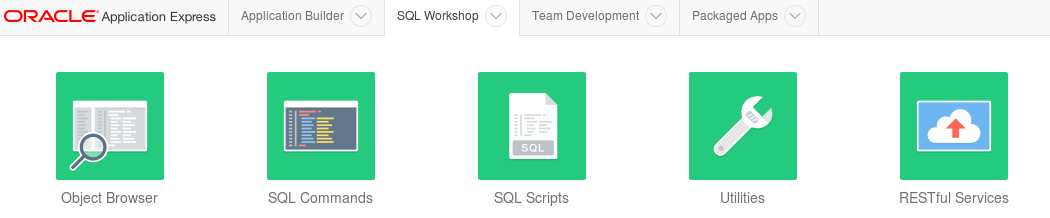 ORACLE Application Express Application Builder SQL Workshop Team Development Packaged Apps
SQL
Object Browser SQL Commands SQL Scripts Utilities RESTful Services